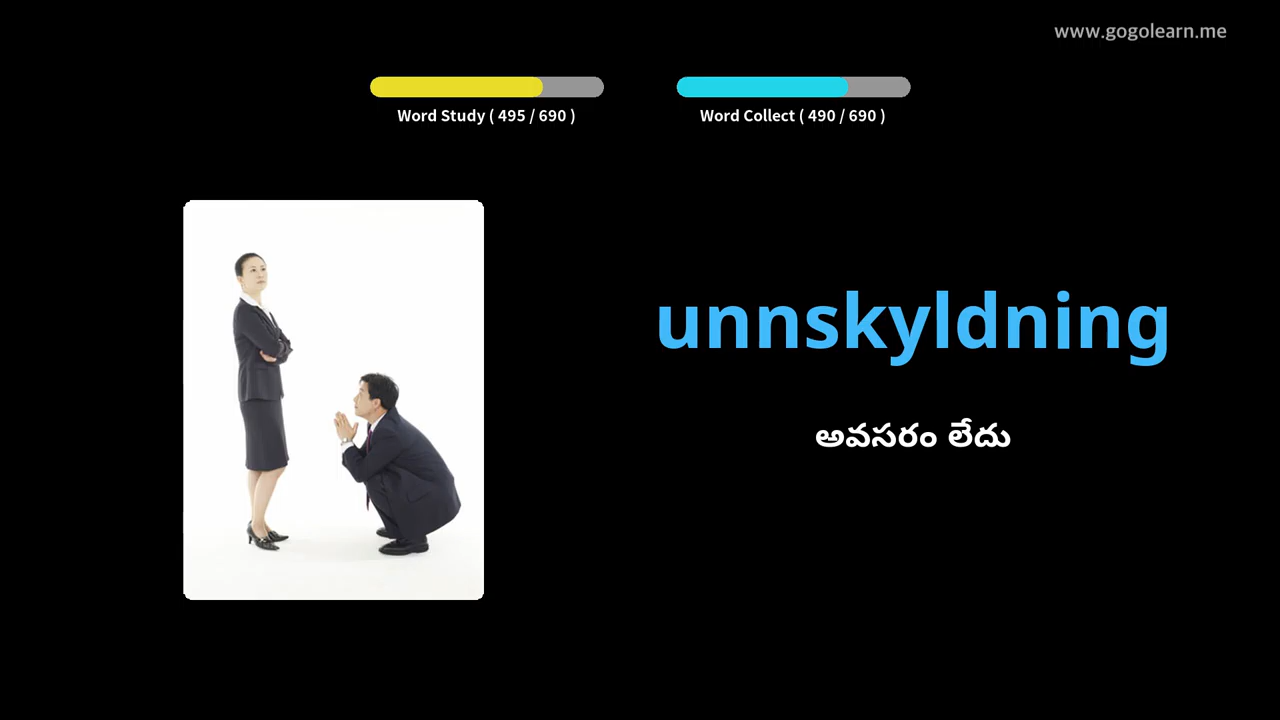 www.gogolearn.me
Word Study ( 495 / 690 )
Word Collect ( 490 / 690 )
unnskyldning
అవసరం లేదు